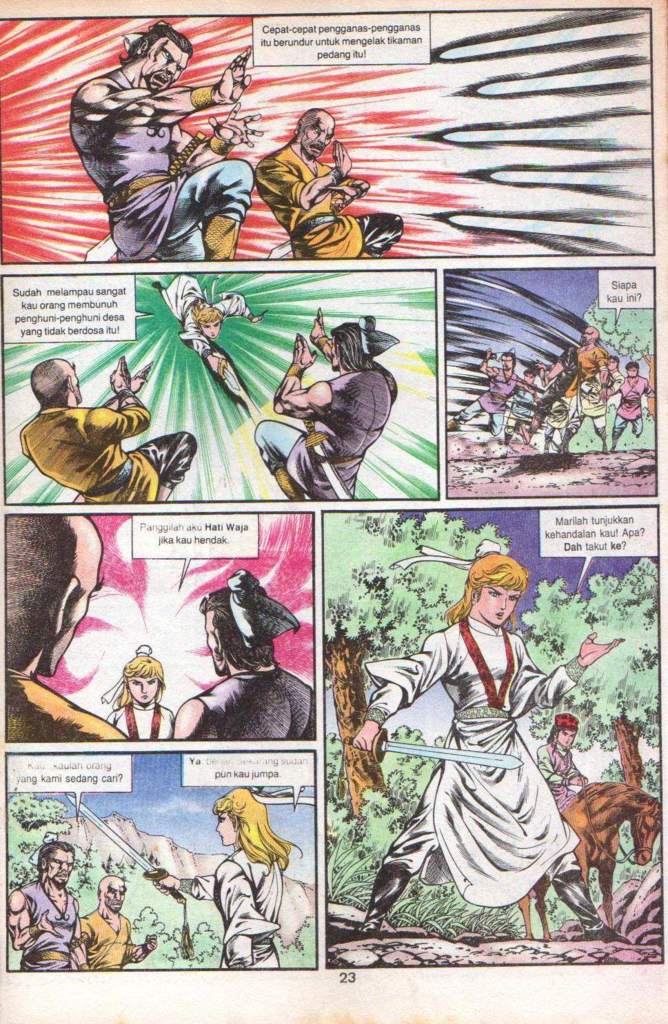 Cepat-cepat pengganas-pengganas
itu berundur untuk mengelak tikaman
pedang itu!
Sudah melampau sangat
kau orang membunuh
penghuni-penghuni desa
yang tidak berdosa itu!
Siapa
kau ini?
Panggillah aku Hati Waja
jika kau hendak.
kaulah orang
yang kami sedang cari?
Ya. Benar. Sekarang sudah
pun kau jumpa.
Marilah tunjukkan
kehandalan kau! Apa?
Dah takut ke?
23